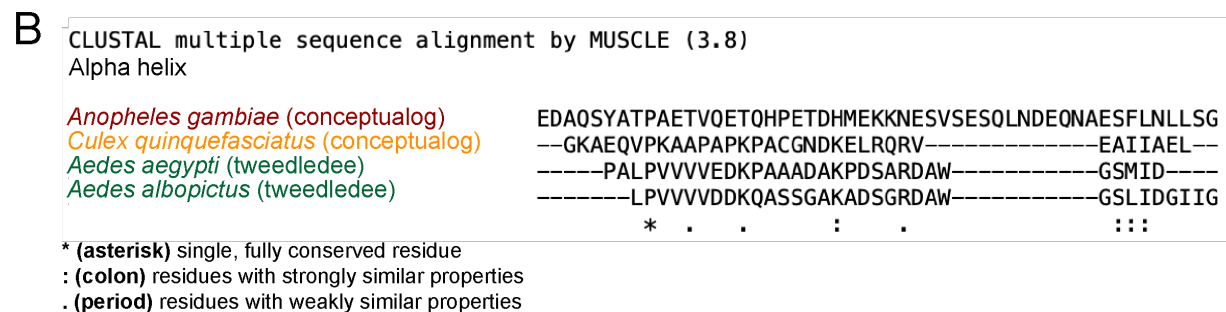 B
CLUSTAL multiple sequence alignment by MUSCLE (3.8)
Alpha helix
Anopheles gambiae (conceptualog) EDAQSYATPAETVQETQHPETDHMEKKNESVSESQLNDEQNAESFLNLLSG
Culex quinquefasciatus (conceptualog) --GKAEQVPKAAPAPKPACGNDKELRQRV-------------EAIIAEL--
Aedes aegypti (tweedledee) -----PALPVVVVEDKPAAADAKPDSARDAW-----------GSMID----
Aedes albopictus (tweedledee) -------LPVVVVDDKQASSGAKADSGRDAW-----------GSLIDGIIG
* . . : . :::
* (asterisk) single, fully conserved residue
: (colon) residues with strongly similar properties
. (period) residues with weakly similar properties